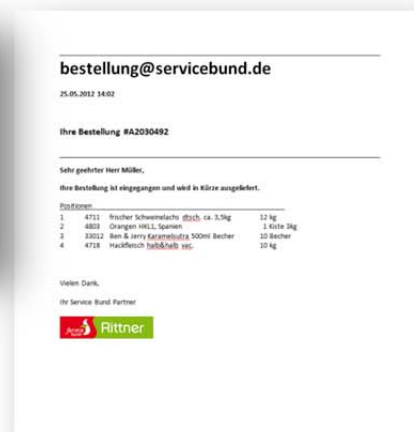 bestellung@servicebund.de
25.05.2012 14:02
Ihre Bestellung #A2030492
Sehr geehrter Herr Müller,
Ihre Bestellung ist eingegangen und wird in Kürze ausgeliefert.
Positionen
1 4711 frischer Schweinelachs dtsch. ca. 3,5kg 12 kg
2 4803 Orangen HKL1, Spanien 1 Kiste 3kg
3 33012 Ben & Jerry Karamelsutra 500ml Becher 10 Becher
4 4718 Hackfleisch halb&halb vac. 10 kg
Vielen Dank,
Ihr Service Bund Partner
Service Bund Rittner